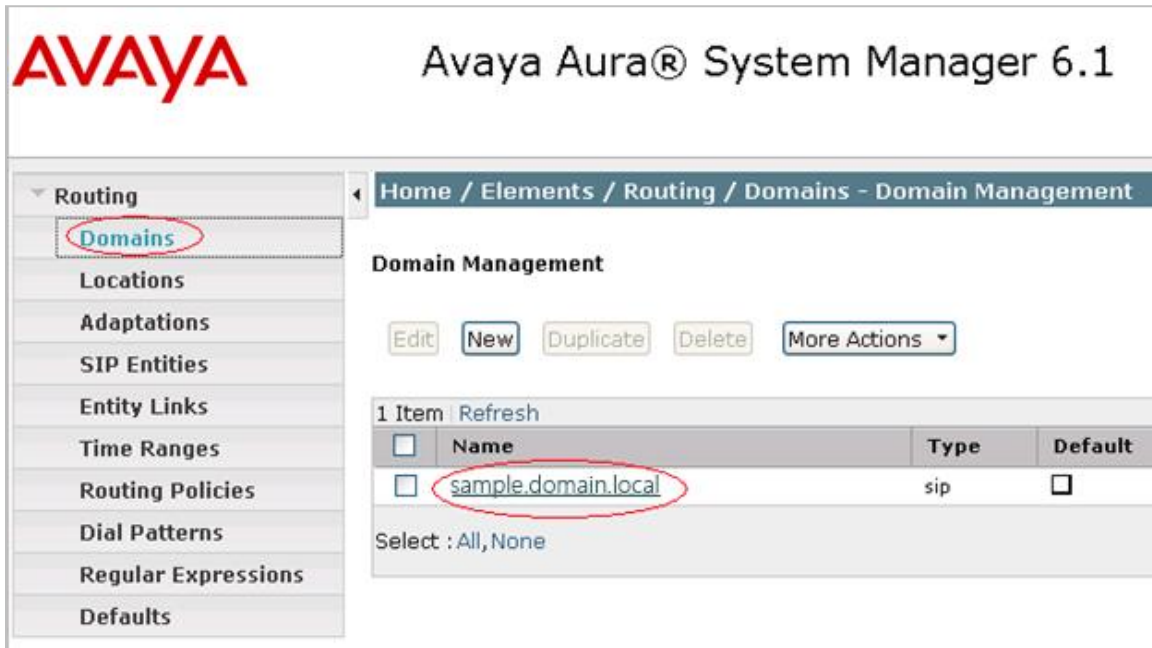 AVAYA
Avaya Aura® System Manager 6.1
Routing
Domains
Locations
Adaptations
SIP Entities
Entity Links
Time Ranges
Routing Policies
Dial Patterns
Regular Expressions
Defaults
Home / Elements / Routing / Domains - Domain Management
Domain Management
Edit New Duplicate Delete More Actions
1 Item Refresh
Name Type Default
sample.domain.local sip
Select : All, None